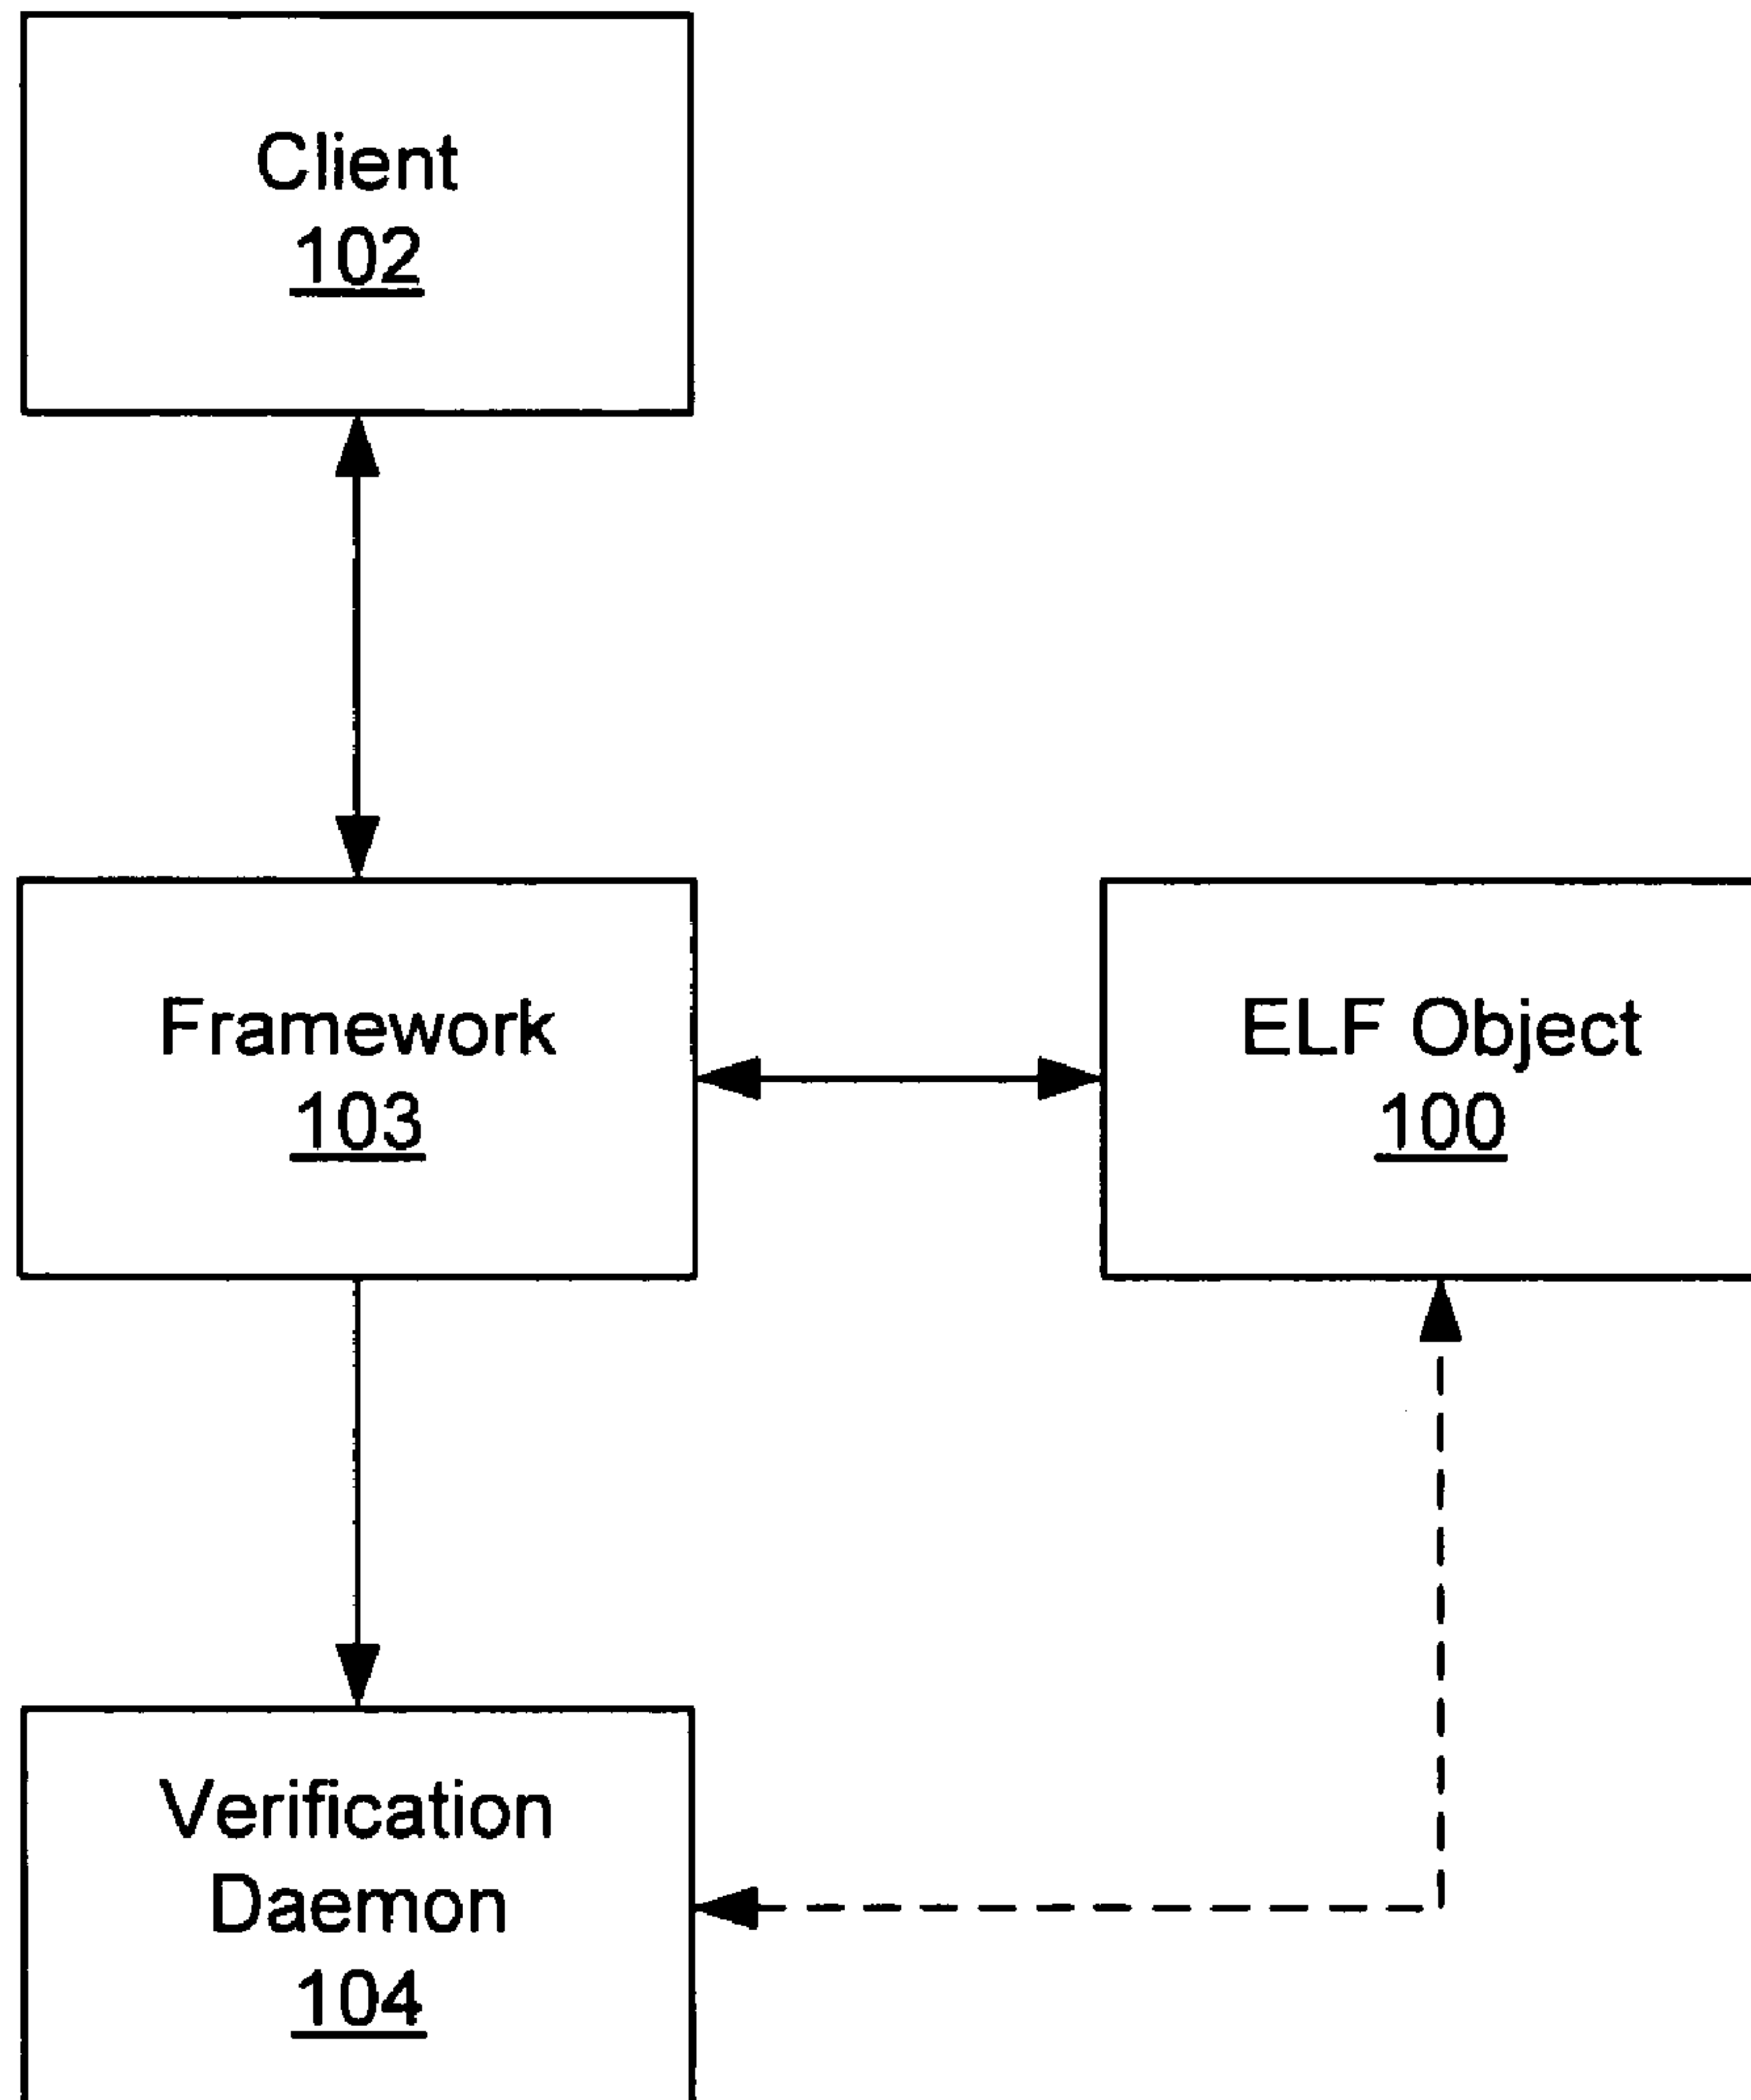 Client
102
Framework
103
ELF Object
100
Verification
Daemon
104